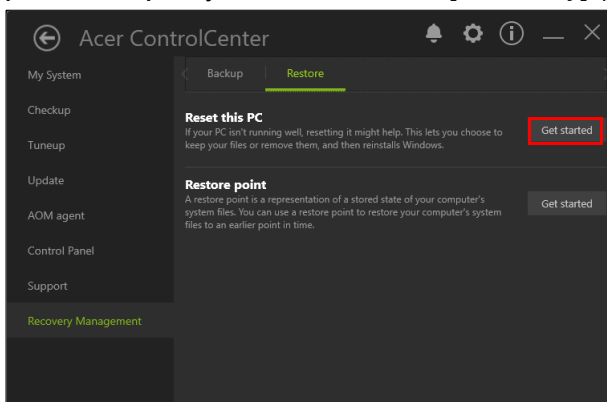 Acer ControlCenter
My System
Checkup
Tuneup
Update
AOM agent
Control Panel
Support
Recovery Management
Backup
Restore
Reset this PC
If your PC isn't running well, resetting it might help. This lets you choose to
keep your files or remove them, and then reinstalls Windows.
Get started
Restore point
A restore point is a representation of a stored state of your computer's
system files. You can use a restore point to restore your computer's system
files to an earlier point in time.
Get started